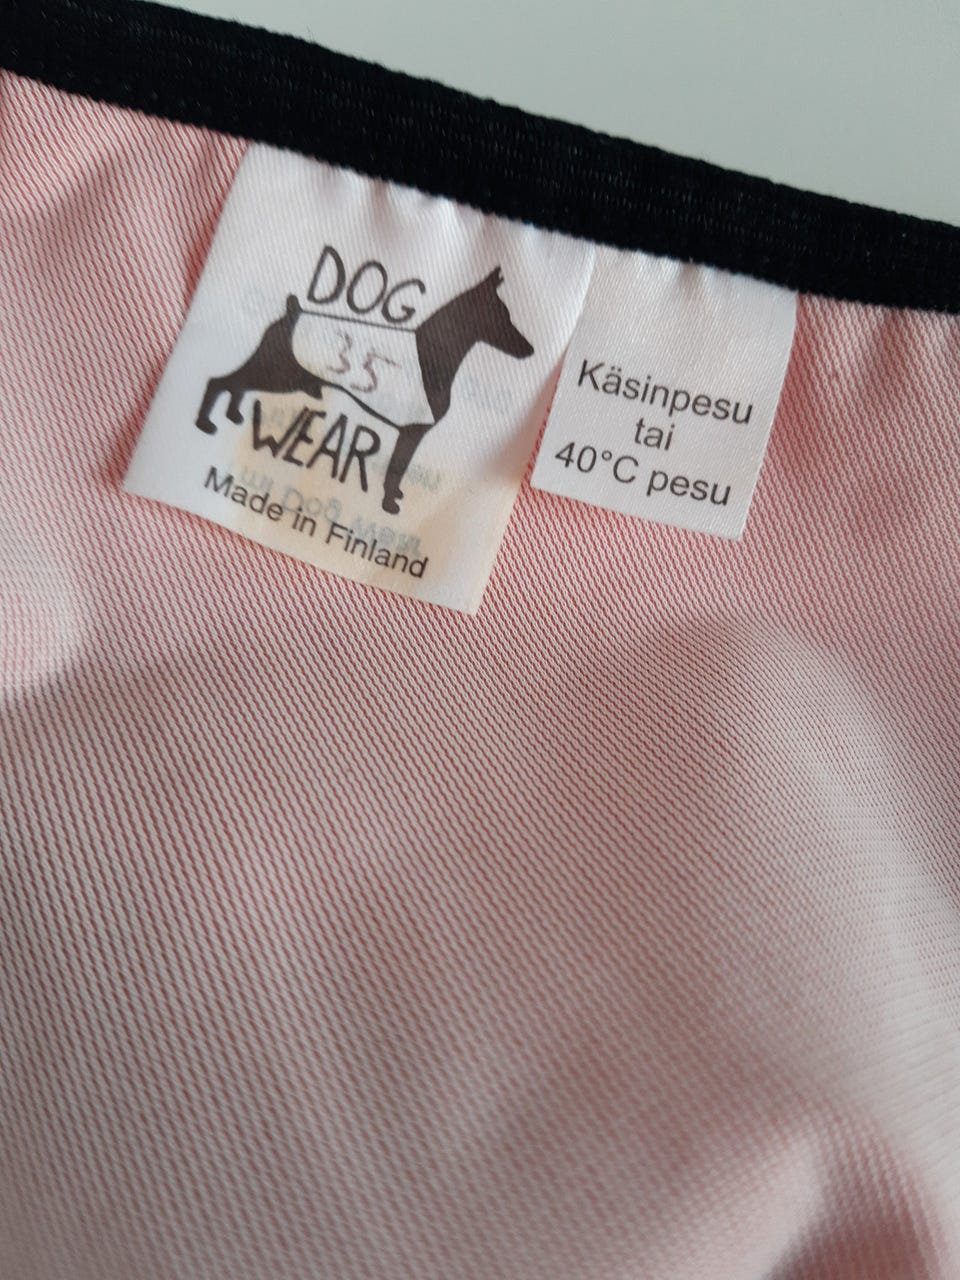 DOG
35
WEAR
Made in Finland
Käsinpesu
tai
40°C pesu